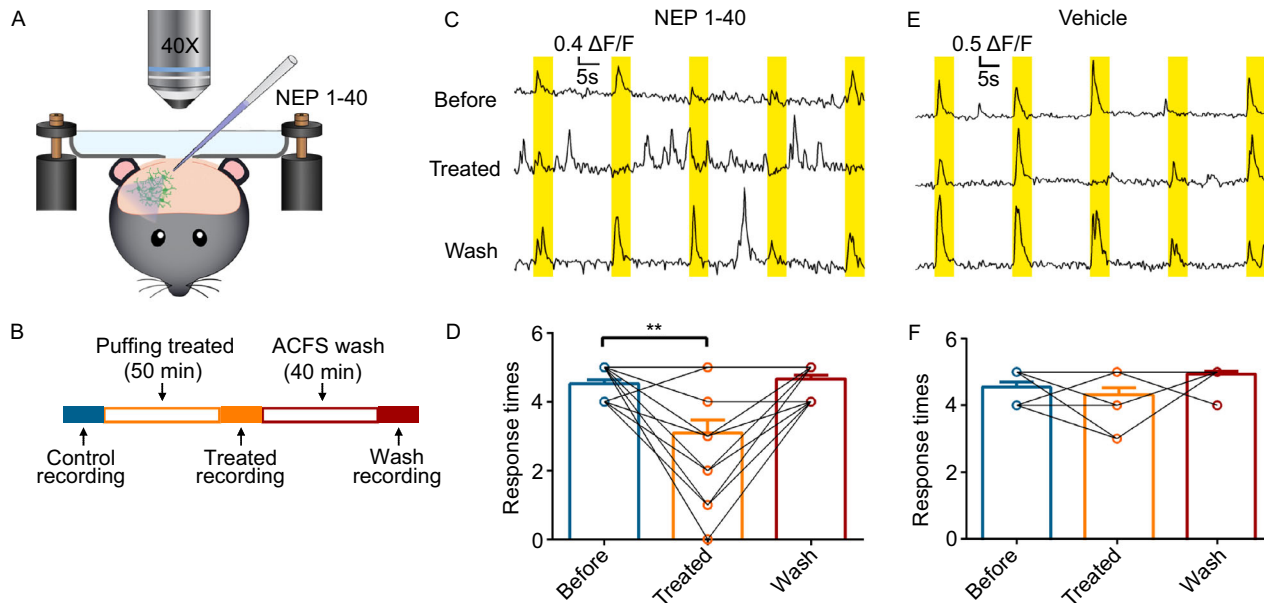 A
40X
NEP 1-40
B
Puffing treated
(50 min)
ACFS wash
(40 min)
Control
recording
Treated
recording
Wash
recording
C
NEP 1-40
0.4 ΔF/F
5s
Before
Treated
Wash
D
**
Response times
6
4
2
0
Before
Treated
Wash
E
Vehicle
0.5 ΔF/F
5s
F
Response times
6
4
2
0
Before
Treated
Wash